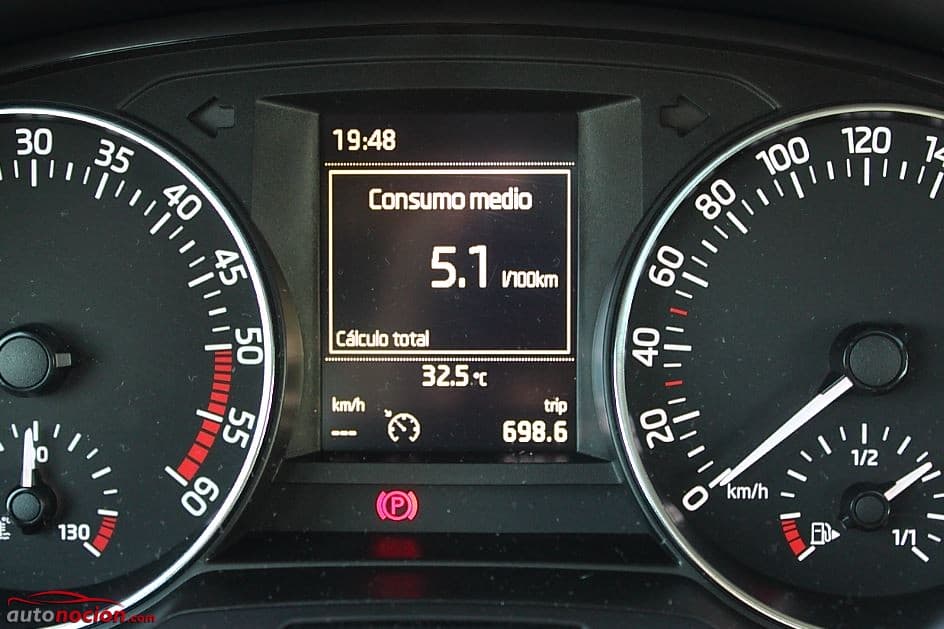 19:48
Consumo medio
5.1 l/100km
Cálculo total
32.5 °C
km/h
trip
---
698.6
P
30
35
40
45
50
55
60
130
0
20
40
60
80
100
120
km/h
1/2
1/1
autonocion.com